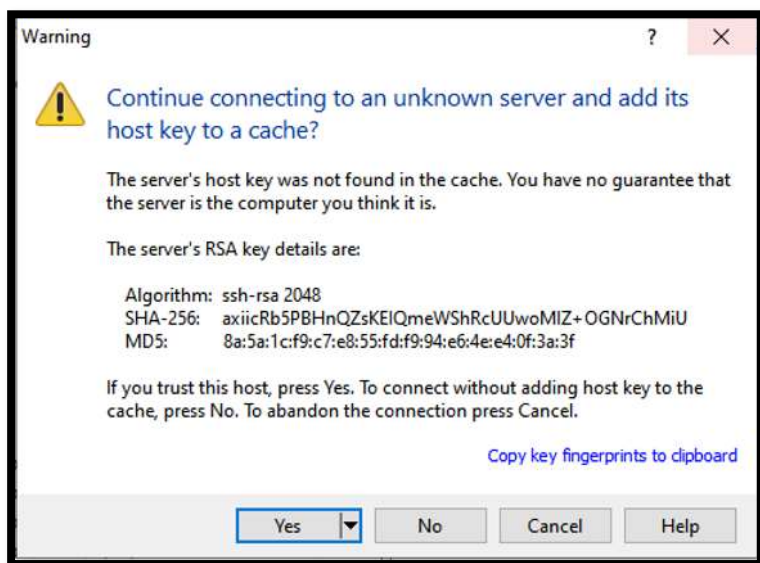 Warning
?
Continue connecting to an unknown server and add its
host key to a cache?
The server's host key was not found in the cache. You have no guarantee that
the server is the computer you think it is.
The server's RSA key details are:
Algorithm: ssh-rsa 2048
SHA-256: axiicRb5PBHnQZsKEIQmeWShRcUUwoMIZ+OGNrChMiU
MD5: 8a:5a:1c:f9:c7:e8:55:fd:f9:94:e6:4e:e4:0f:3a:3f
If you trust this host, press Yes. To connect without adding host key to the
cache, press No. To abandon the connection press Cancel.
Copy key fingerprints to clipboard
Yes No Cancel Help